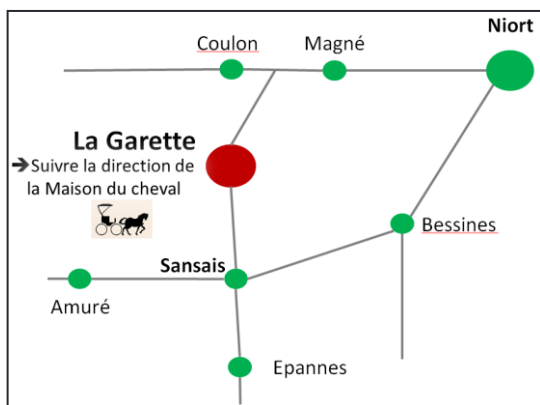 Niort
Coulon
Magné
La Garette
➔Suivre la direction de
la Maison du cheval
Bessines
Sansais
Amuré
Epannes